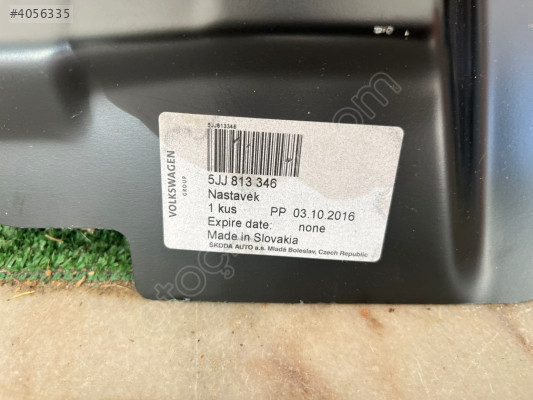 #4056335
5JJ813346
VOLKSWAGEN
GROUP
5JJ 813 346
Nastavek
1 kus PP 03.10.2016
Expire date: none
Made in Slovakia
ŠKODA AUTO a.s. Mladá Boleslav, Czech Republic